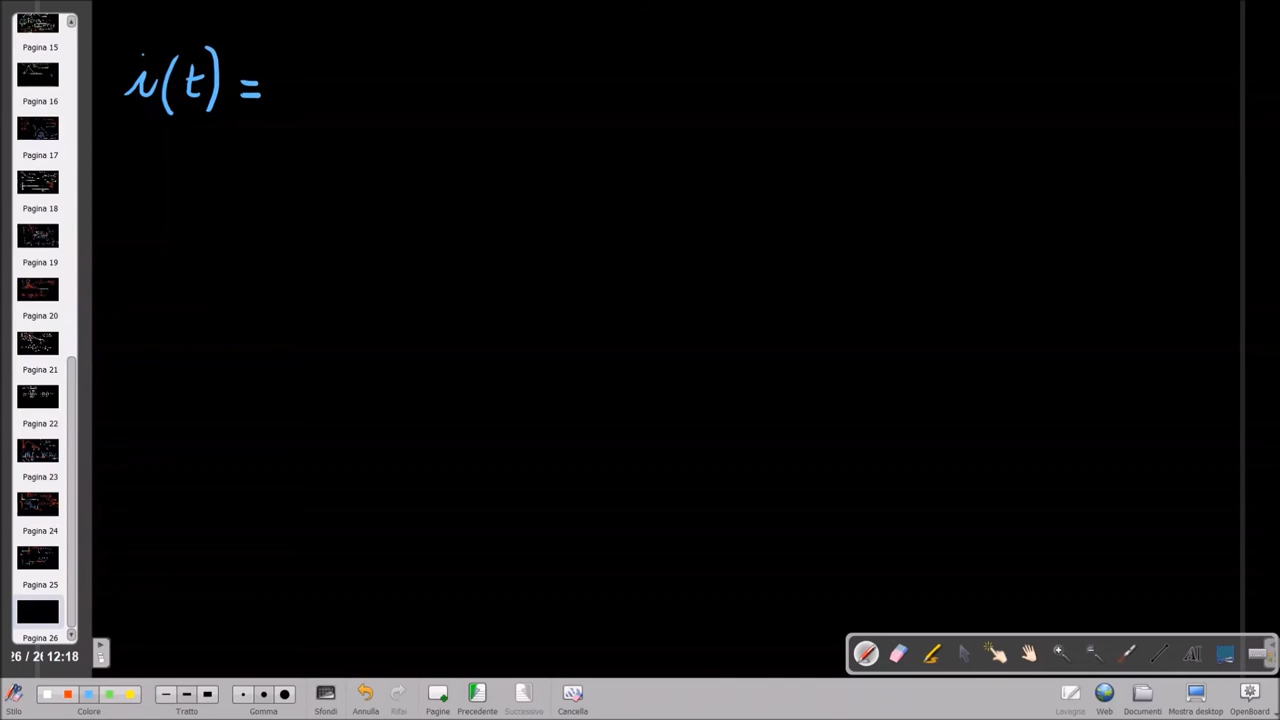 i(t) =
Pagina 15
Pagina 16
Pagina 17
Pagina 18
Pagina 19
Pagina 20
Pagina 21
Pagina 22
Pagina 23
Pagina 24
Pagina 25
Pagina 26
12:18
Stilo
Colore
Tratto
Gomma
Sfondi
Annulla
Rifai
Pagine
Precedente
Successivo
Cancella
Lavagna
Web
Documenti
Mostra desktop
OpenBoard